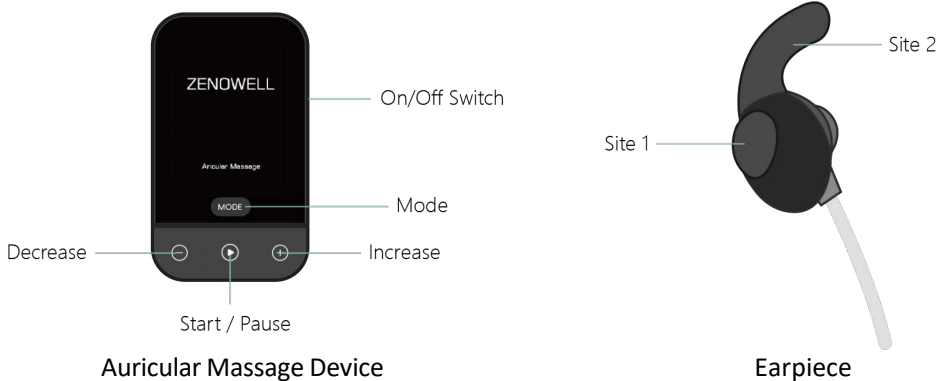 ZENOWELL
Aricular Massage
MODE
On/Off Switch
Mode
Decrease
Increase
Start / Pause
Auricular Massage Device
Site 2
Site 1
Earpiece